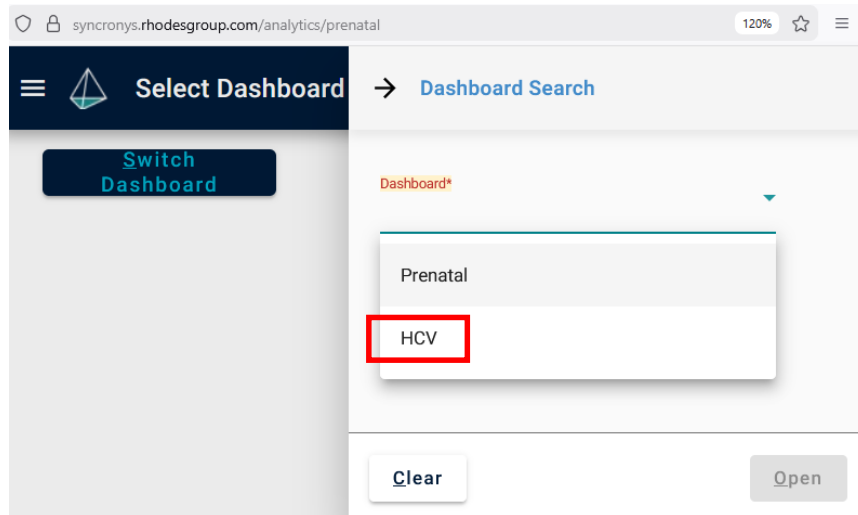 syncronys.rhodesgroup.com/analytics/prenatal
120%
Select Dashboard
Dashboard Search
Switch
Dashboard
Dashboard*
Prenatal
HCV
Clear
Open